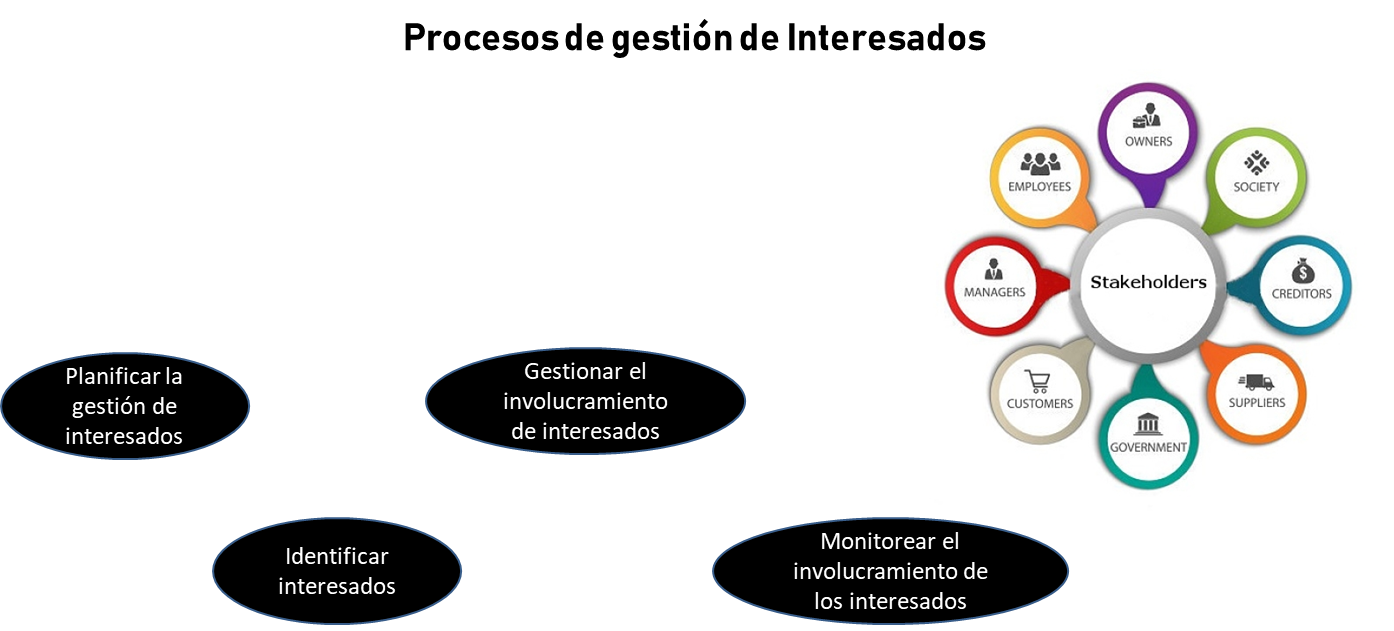 Procesos de gestión de Interesados
OWNERS
EMPLOYEES
SOCIETY
MANAGERS
Stakeholders
CREDITORS
CUSTOMERS
SUPPLIERS
GOVERNMENT
$
Planificar la
gestión de
interesados
Gestionar el
involucramiento
de interesados
Identificar
interesados
Monitorear el
involucramiento de
los interesados